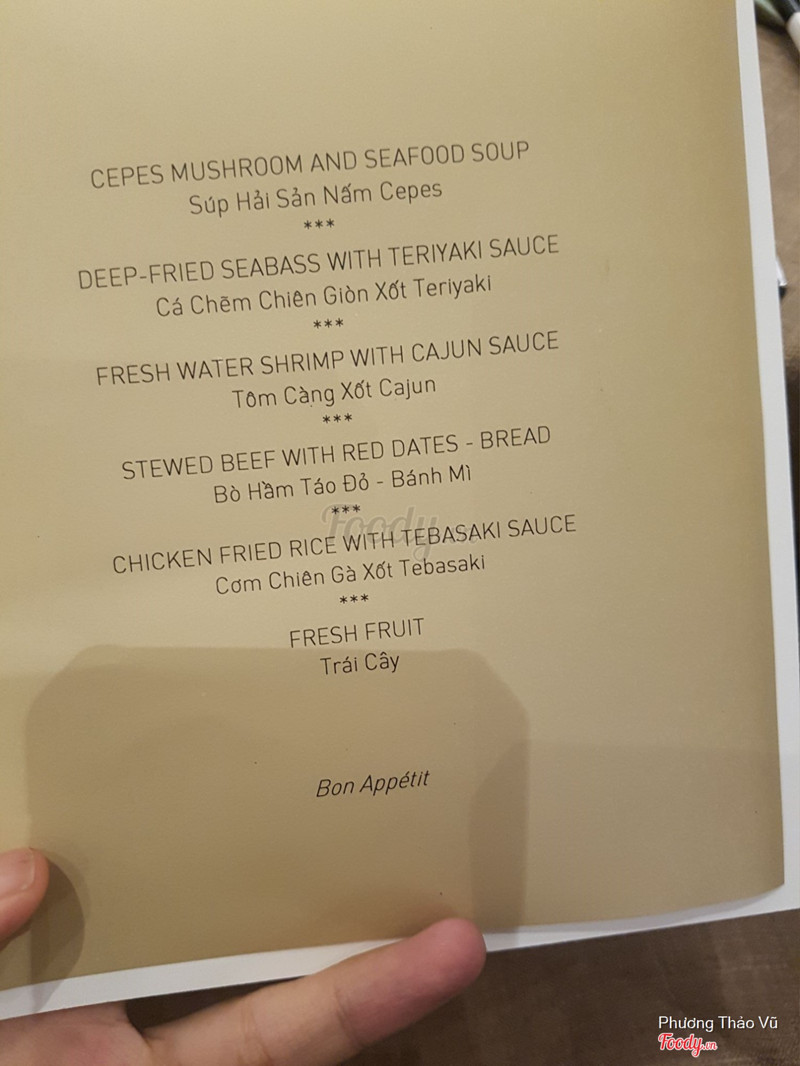 CEPES MUSHROOM AND SEAFOOD SOUP
Súp Hải Sản Nấm Cepes
***
DEEP-FRIED SEABASS WITH TERIYAKI SAUCE
Cá Chẽm Chiên Giòn Xốt Teriyaki
***
FRESH WATER SHRIMP WITH CAJUN SAUCE
Tôm Càng Xốt Cajun
***
STEWED BEEF WITH RED DATES - BREAD
Bò Hầm Táo Đỏ - Bánh Mì
***
Foody.vn
CHICKEN FRIED RICE WITH TEBASAKI SAUCE
Cơm Chiên Gà Xốt Tebasaki
***
FRESH FRUIT
Trái Cây
Bon Appétit
Phương Thảo Vũ
Foody.vn